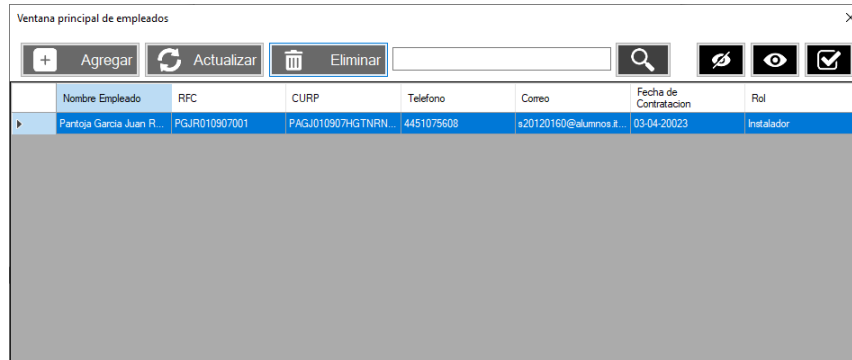 Ventana principal de empleados
Agregar Actualizar Eliminar
Nombre Empleado RFC CURP Telefono Correo Fecha de Contratacion Rol
Pantoja Garcia Juan R... PGJR010907001 PAGJ010907HGTNRN... 4451075608 s20120160@alumnos.it... 03-04-20023 Instalador